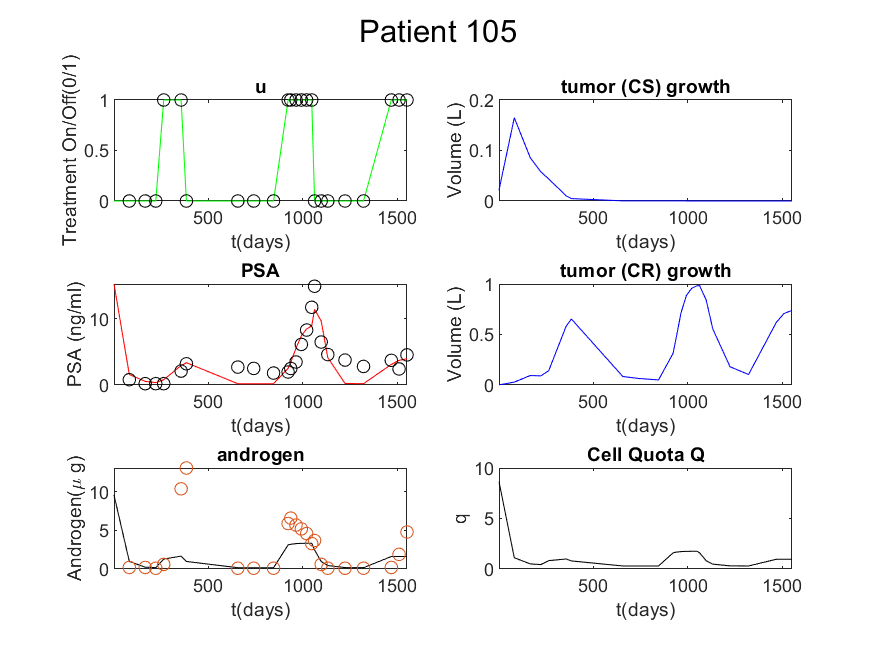 Patient 105
u
Treatment On/Off(0/1)
1
0.5
0
500
1000
1500
t(days)
tumor (CS) growth
Volume (L)
0.2
0.1
0
500
1000
1500
t(days)
PSA
PSA (ng/ml)
10
0
500
1000
1500
t(days)
tumor (CR) growth
Volume (L)
1
0.5
0
500
1000
1500
t(days)
androgen
Androgen(μ g)
10
5
0
500
1000
1500
t(days)
Cell Quota Q
q
10
5
0
500
1000
1500
t(days)